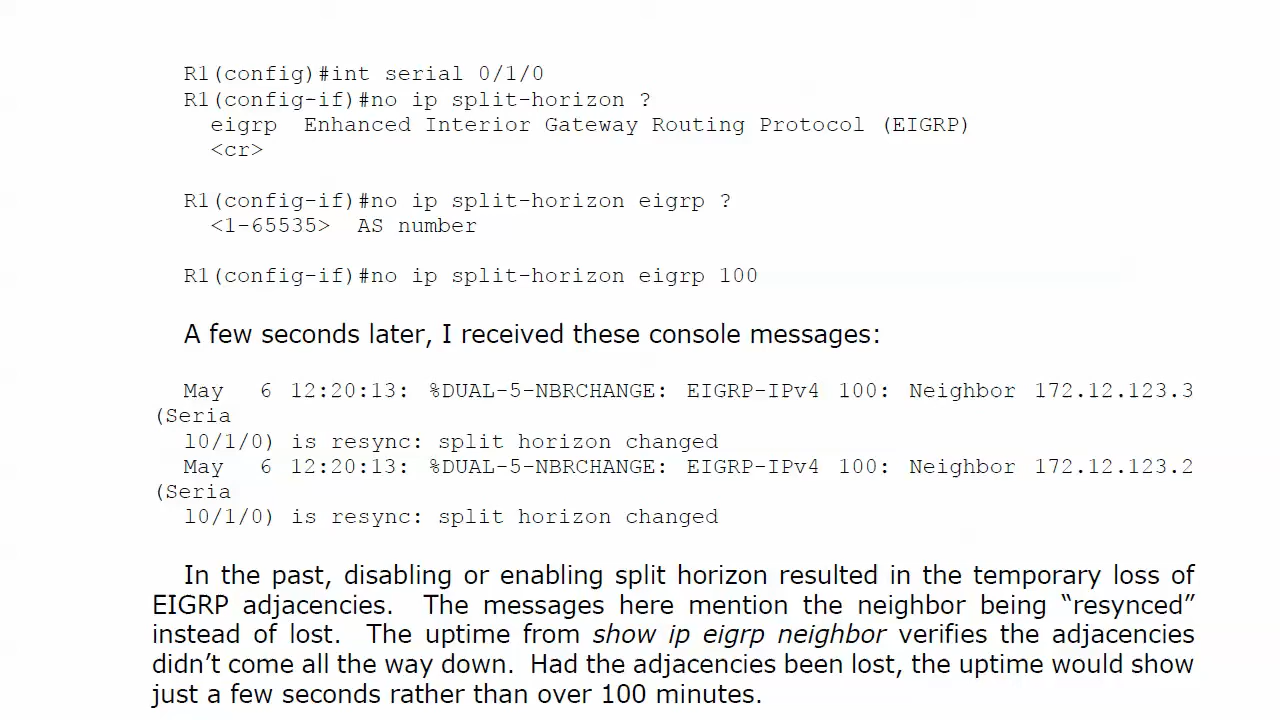 R1(config)#int serial 0/1/0
R1(config-if)#no ip split-horizon ?
eigrp  Enhanced Interior Gateway Routing Protocol (EIGRP)
<cr>
R1(config-if)#no ip split-horizon eigrp ?
<1-65535>  AS number
R1(config-if)#no ip split-horizon eigrp 100
A few seconds later, I received these console messages:
May  6 12:20:13: %DUAL-5-NBRCHANGE: EIGRP-IPv4 100: Neighbor 172.12.123.3
(Seria
l0/1/0) is resync: split horizon changed
May  6 12:20:13: %DUAL-5-NBRCHANGE: EIGRP-IPv4 100: Neighbor 172.12.123.2
(Seria
l0/1/0) is resync: split horizon changed
In the past, disabling or enabling split horizon resulted in the temporary loss of
EIGRP adjacencies.  The messages here mention the neighbor being “resynced”
instead of lost.  The uptime from show ip eigrp neighbor verifies the adjacencies
didn’t come all the way down.  Had the adjacencies been lost, the uptime would show
just a few seconds rather than over 100 minutes.